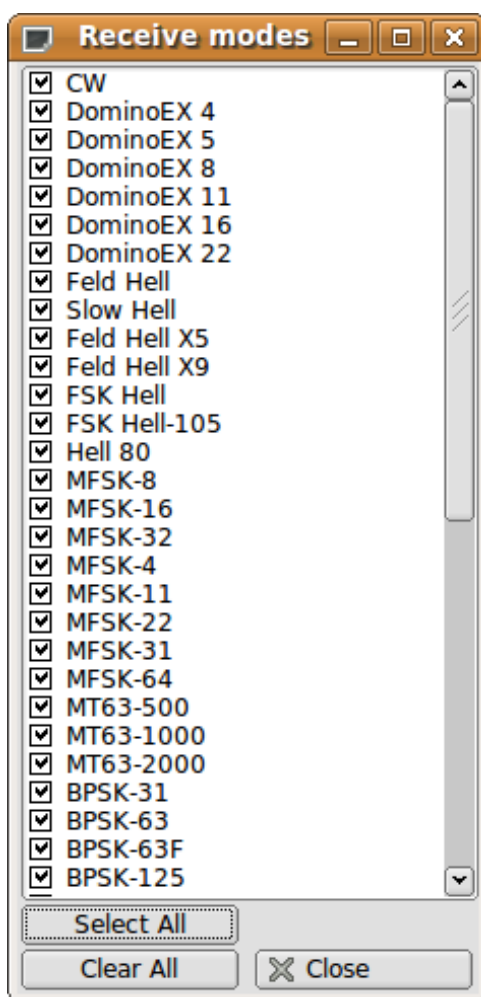 Receive modes
CW
DominoEX 4
DominoEX 5
DominoEX 8
DominoEX 11
DominoEX 16
DominoEX 22
Feld Hell
Slow Hell
Feld Hell X5
Feld Hell X9
FSK Hell
FSK Hell-105
Hell 80
MFSK-8
MFSK-16
MFSK-32
MFSK-4
MFSK-11
MFSK-22
MFSK-31
MFSK-64
MT63-500
MT63-1000
MT63-2000
BPSK-31
BPSK-63
BPSK-63F
BPSK-125
Select All
Clear All Close